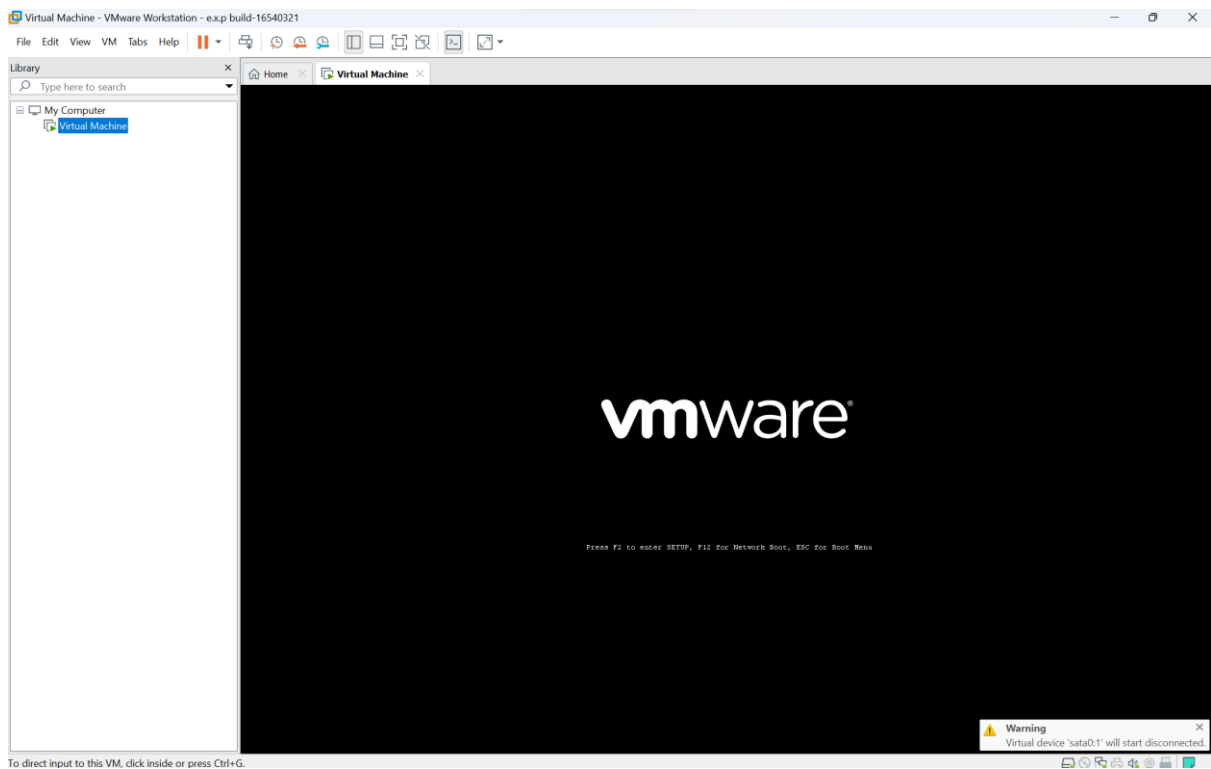 Virtual Machine - VMware Workstation - e.x.p build-16540321
File Edit View VM Tabs Help
Library
Home
Virtual Machine
Type here to search
My Computer
Virtual Machine
vmware®
Press F2 to enter SETUP, F12 for Network Boot, ESC for Boot Menu
Warning
Virtual device 'sata0:1' will start disconnected.
To direct input to this VM, click inside or press Ctrl+G.